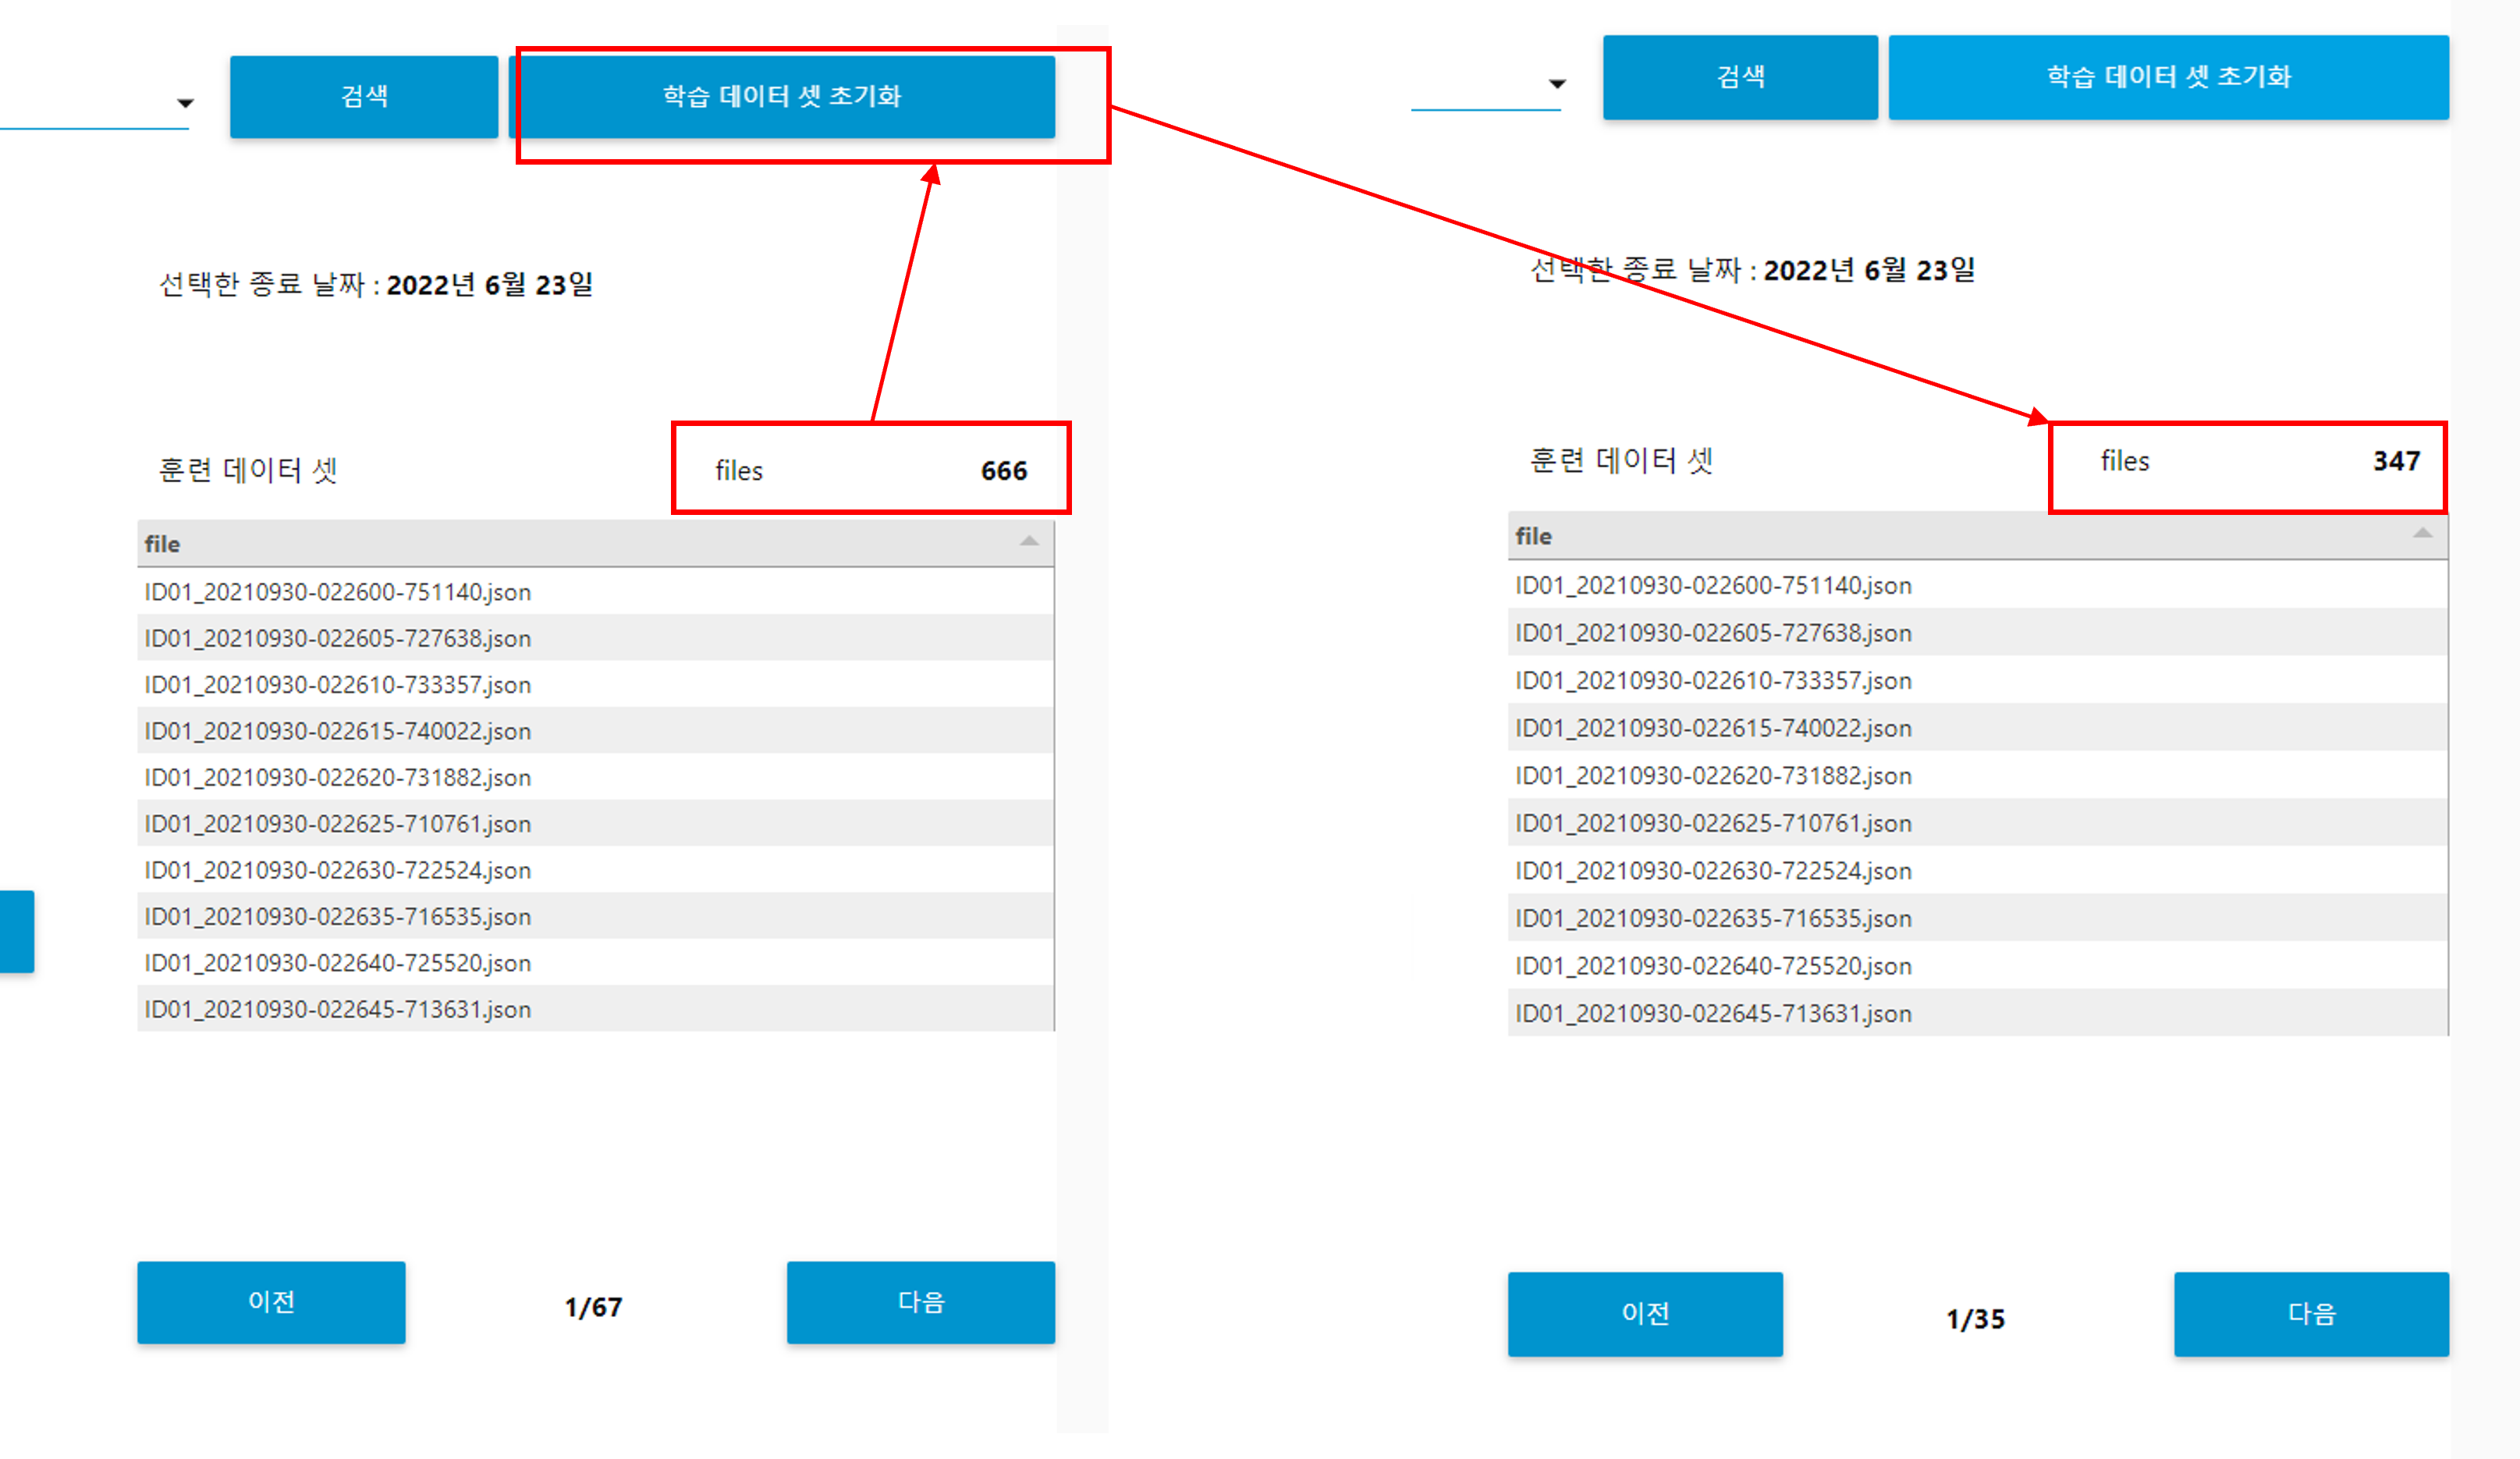 검색
학습 데이터 셋 초기화
선택한 종료 날짜 : 2022년 6월 23일
훈련 데이터 셋
files
666
file
ID01_20210930-022600-751140.json
ID01_20210930-022605-727638.json
ID01_20210930-022610-733357.json
ID01_20210930-022615-740022.json
ID01_20210930-022620-731882.json
ID01_20210930-022625-710761.json
ID01_20210930-022630-722524.json
ID01_20210930-022635-716535.json
ID01_20210930-022640-725520.json
ID01_20210930-022645-713631.json
이전
1/67
다음
검색
학습 데이터 셋 초기화
선택한 종료 날짜 : 2022년 6월 23일
훈련 데이터 셋
files
347
file
ID01_20210930-022600-751140.json
ID01_20210930-022605-727638.json
ID01_20210930-022610-733357.json
ID01_20210930-022615-740022.json
ID01_20210930-022620-731882.json
ID01_20210930-022625-710761.json
ID01_20210930-022630-722524.json
ID01_20210930-022635-716535.json
ID01_20210930-022640-725520.json
ID01_20210930-022645-713631.json
이전
1/35
다음